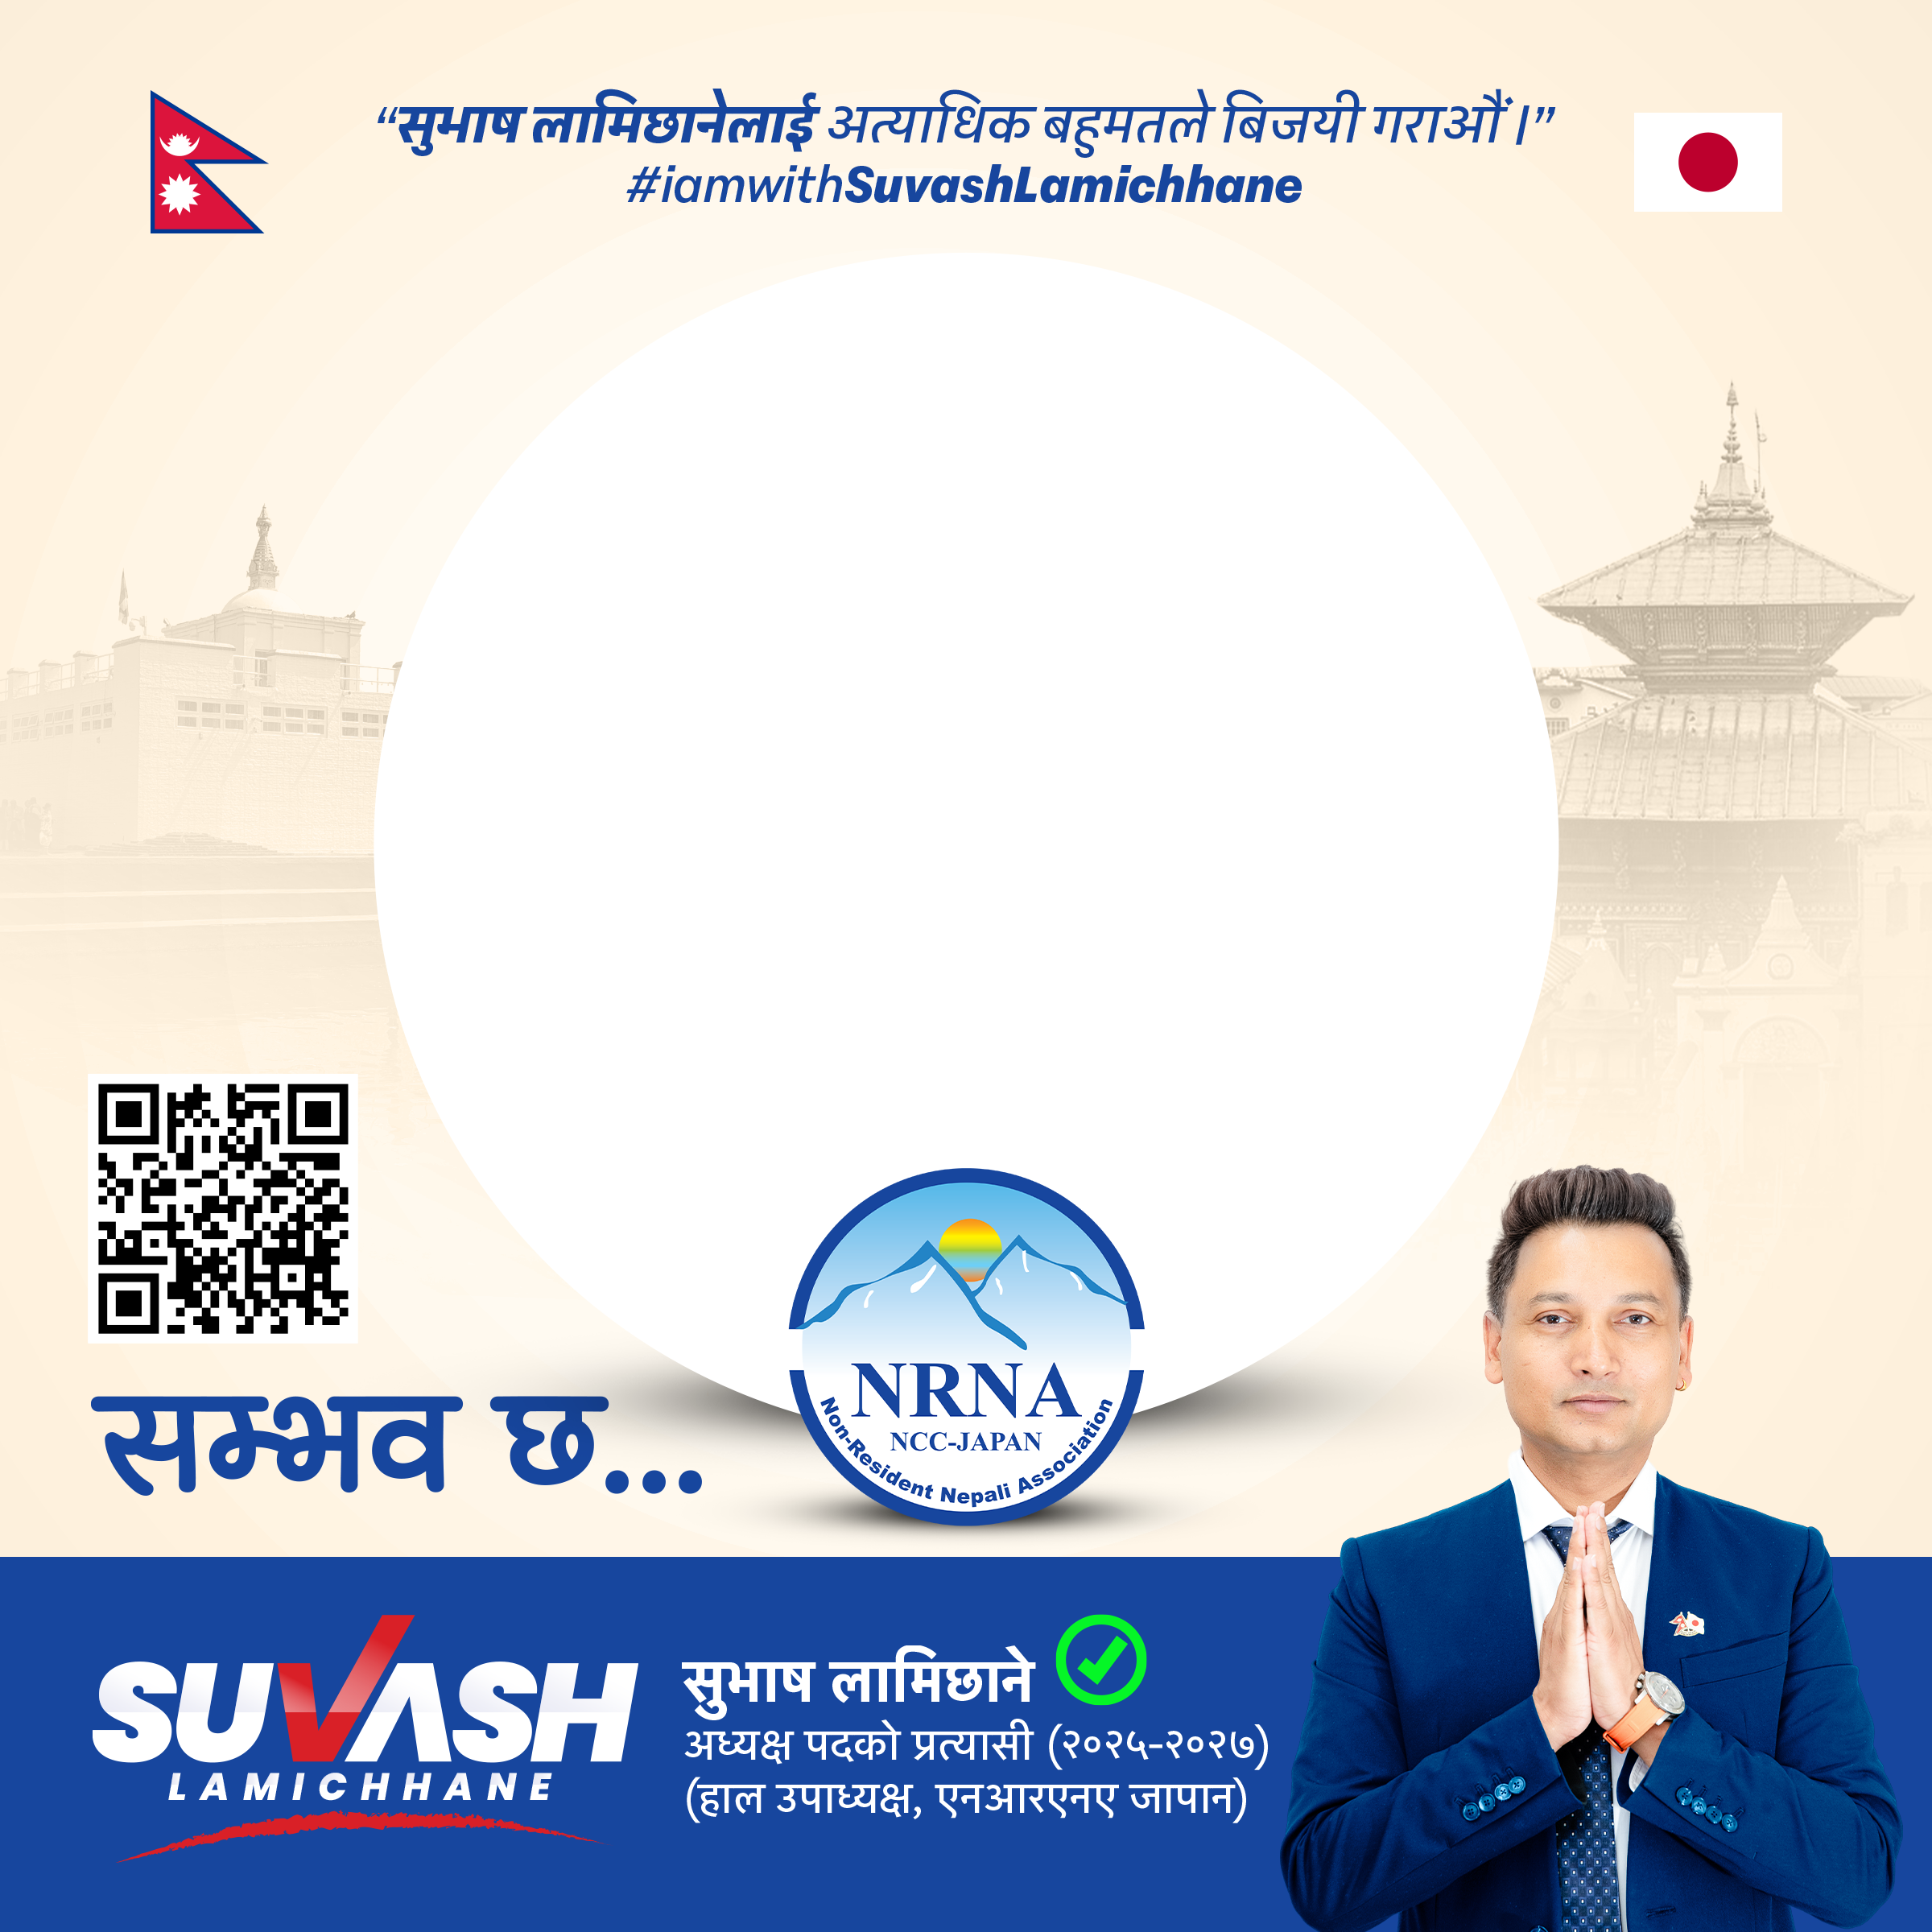 “सुभाष लामिछानेलाई अत्याधिक बहुमतले बिजयी गराऔं ।”
#iamwithSuvashLamichhane
NRNA
NCC-JAPAN
Non-Resident Nepali Association
सम्भव छ...
SUVASH
LAMICHHANE
सुभाष लामिछाने
अध्यक्ष पदको प्रत्यासी (२०२५-२०२७)
(हाल उपाध्यक्ष, एनआरएनए जापान)